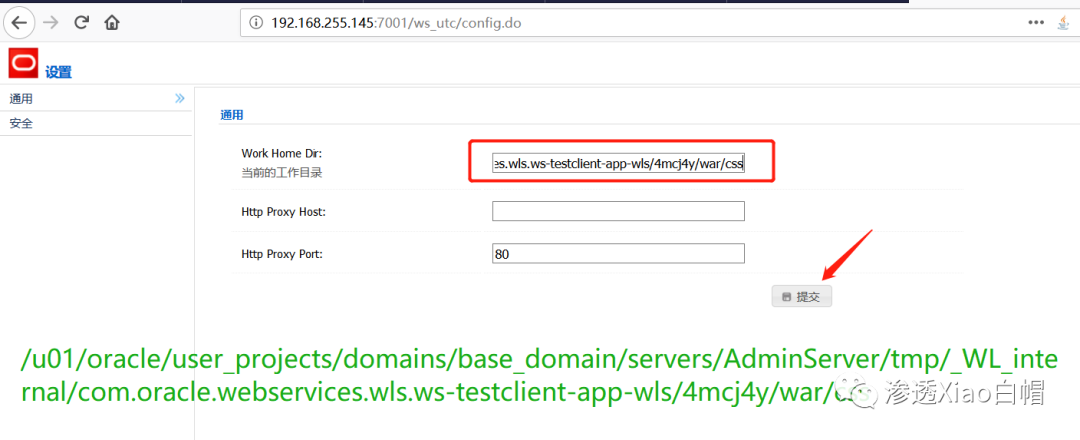 192.168.255.145:7001/ws_utc/config.do
设置
通用
安全
通用
Work Home Dir:
当前的工作目录
es.wls.ws-testclient-app-wls/4mcj4y/war/css
Http Proxy Host:
Http Proxy Port:
80
提交
/u01/oracle/user_projects/domains/base_domain/servers/AdminServer/tmp/_WL_inte
rnal/com.oracle.webservices.wls.ws-testclient-app-wls/4mcj4y/war/css
渗透Xiao白帽